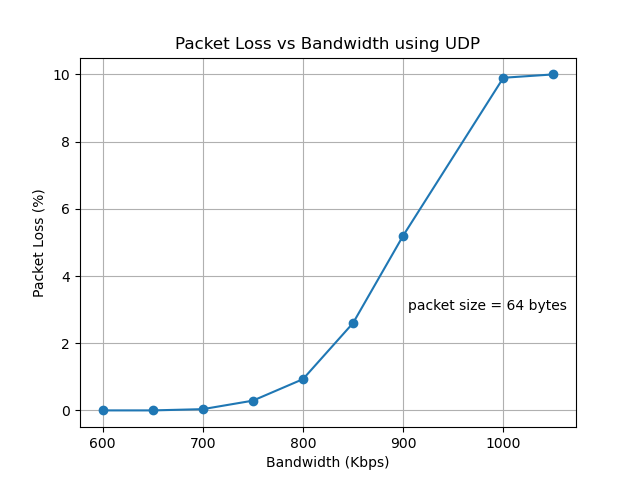 Packet Loss vs Bandwidth using UDP
10
8
6
4
2
0
Packet Loss (%)
packet size = 64 bytes
600 700 800 900 1000
Bandwidth (Kbps)